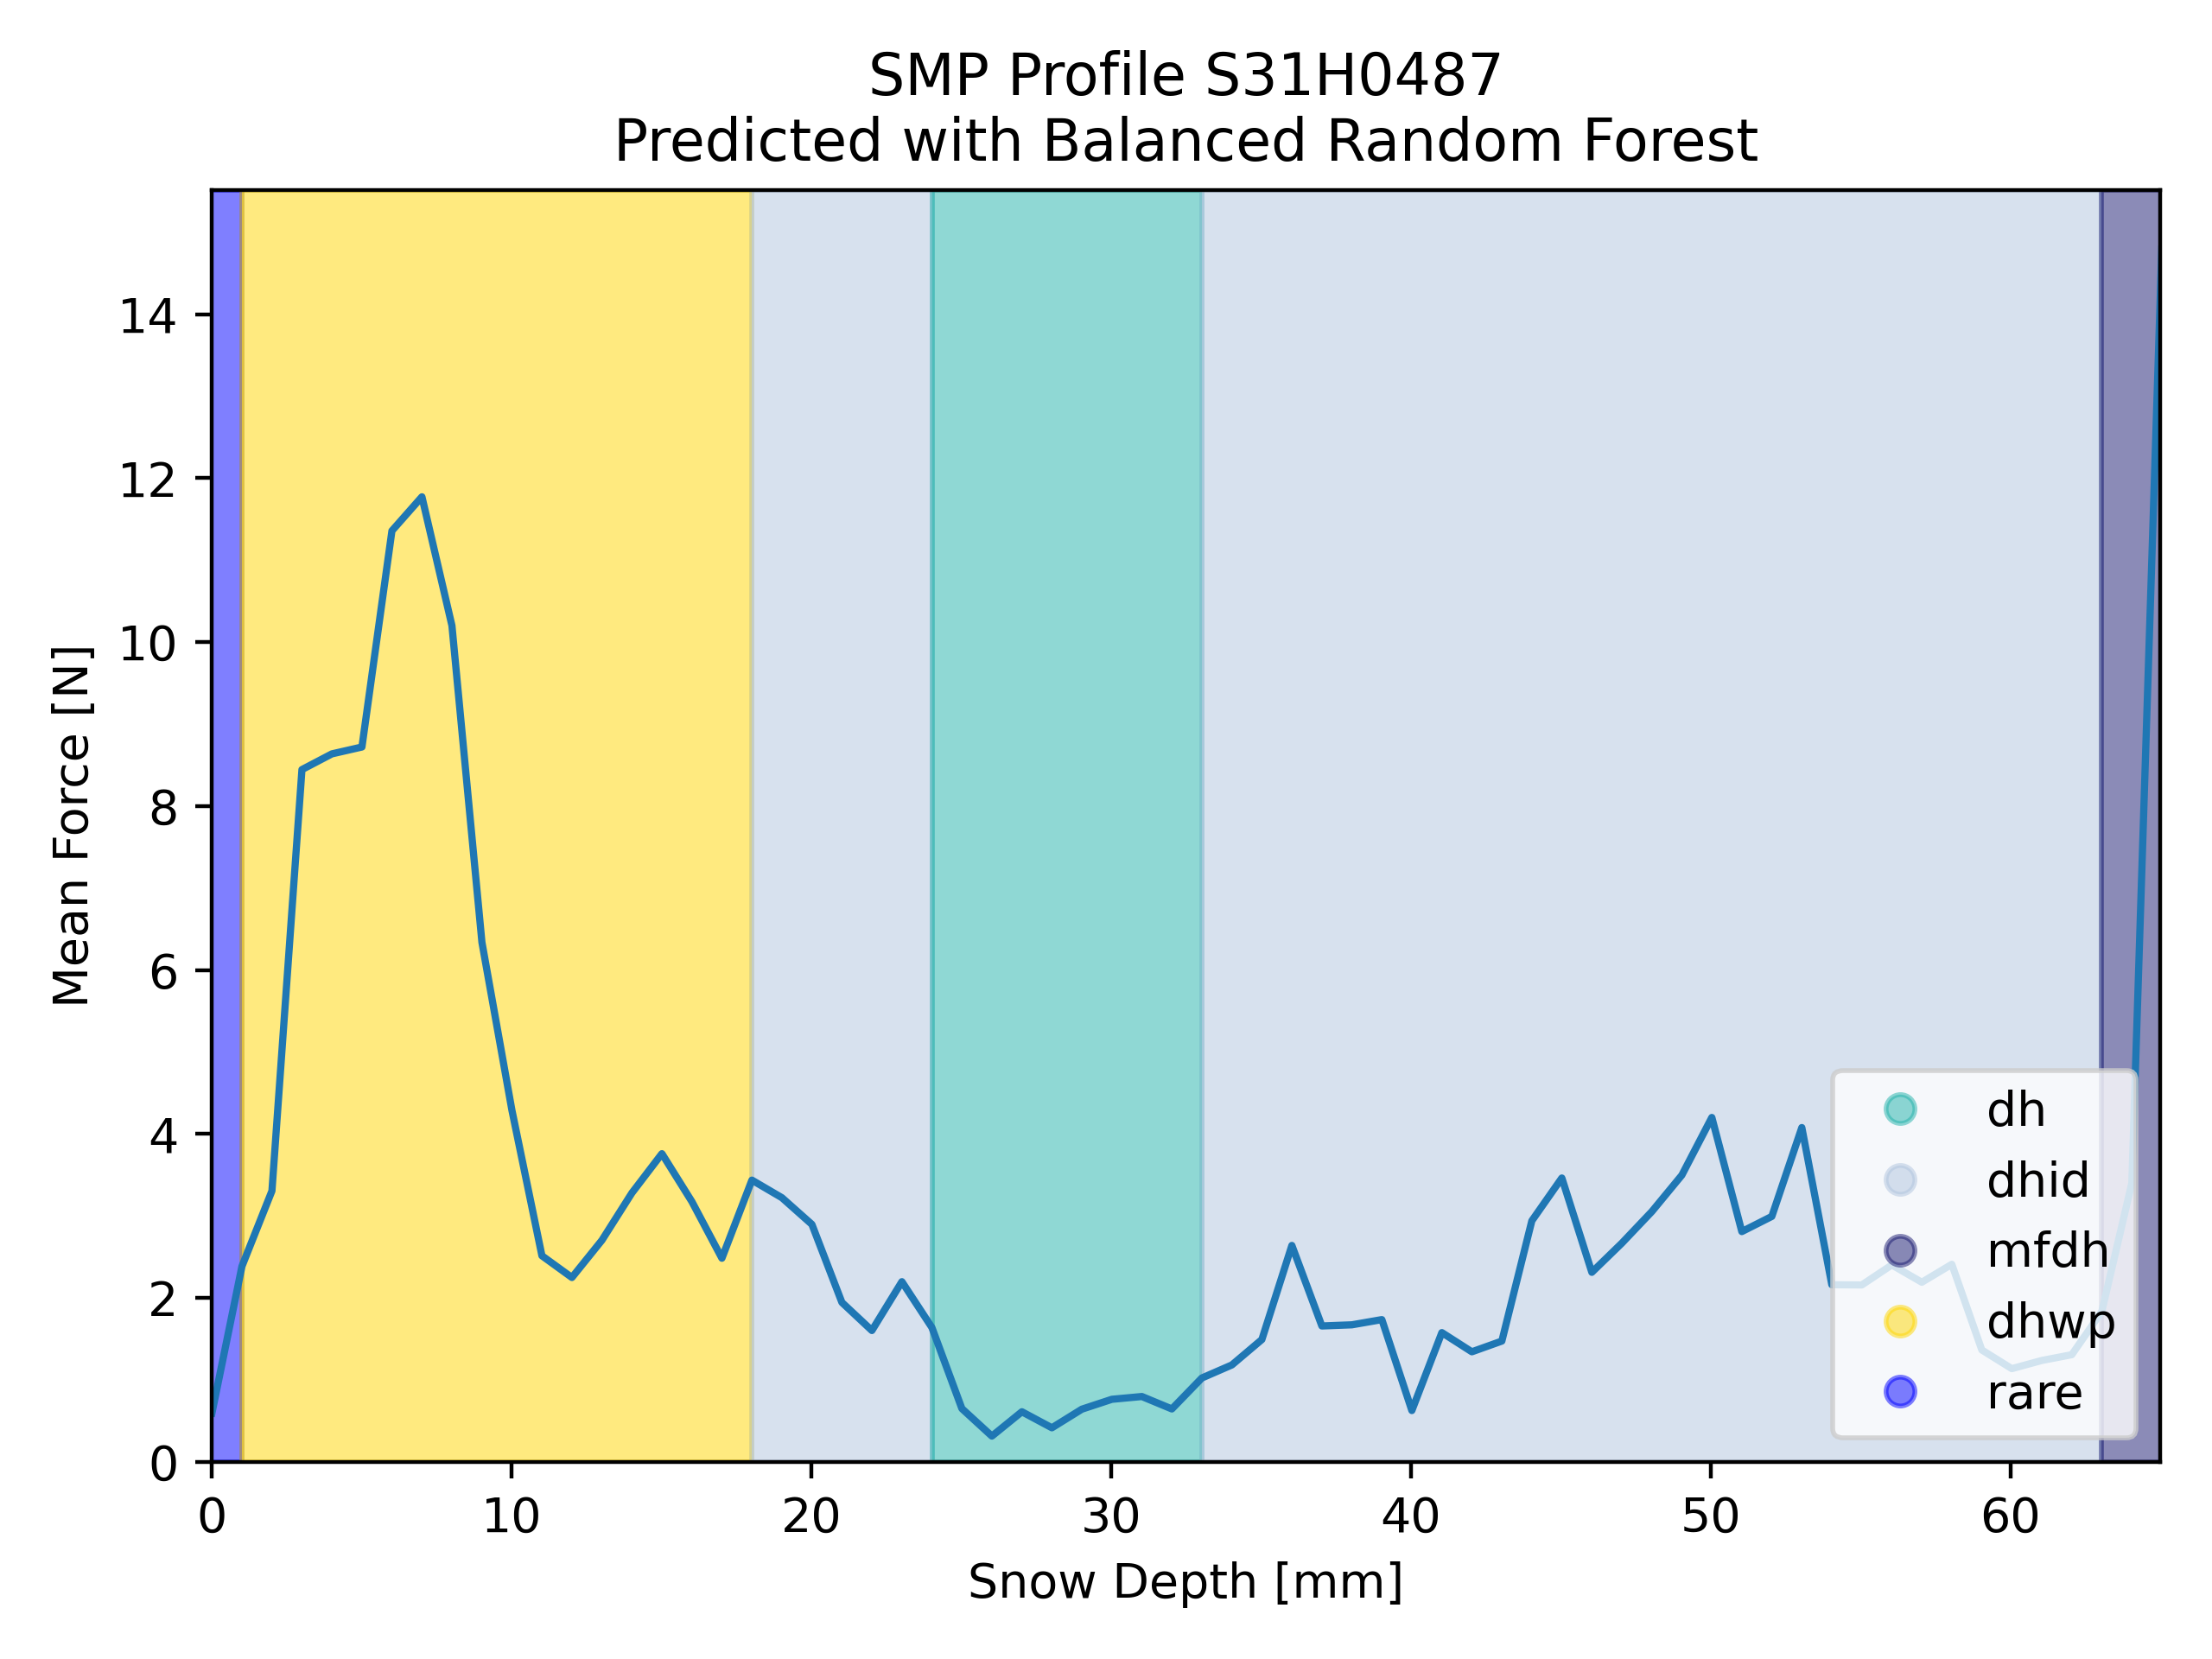 SMP Profile S31H0487
Predicted with Balanced Random Forest
Mean Force [N]
14
12
10
8
6
4
2
0
dh
dhid
mfdh
dhwp
rare
0 10 20 30 40 50 60
Snow Depth [mm]